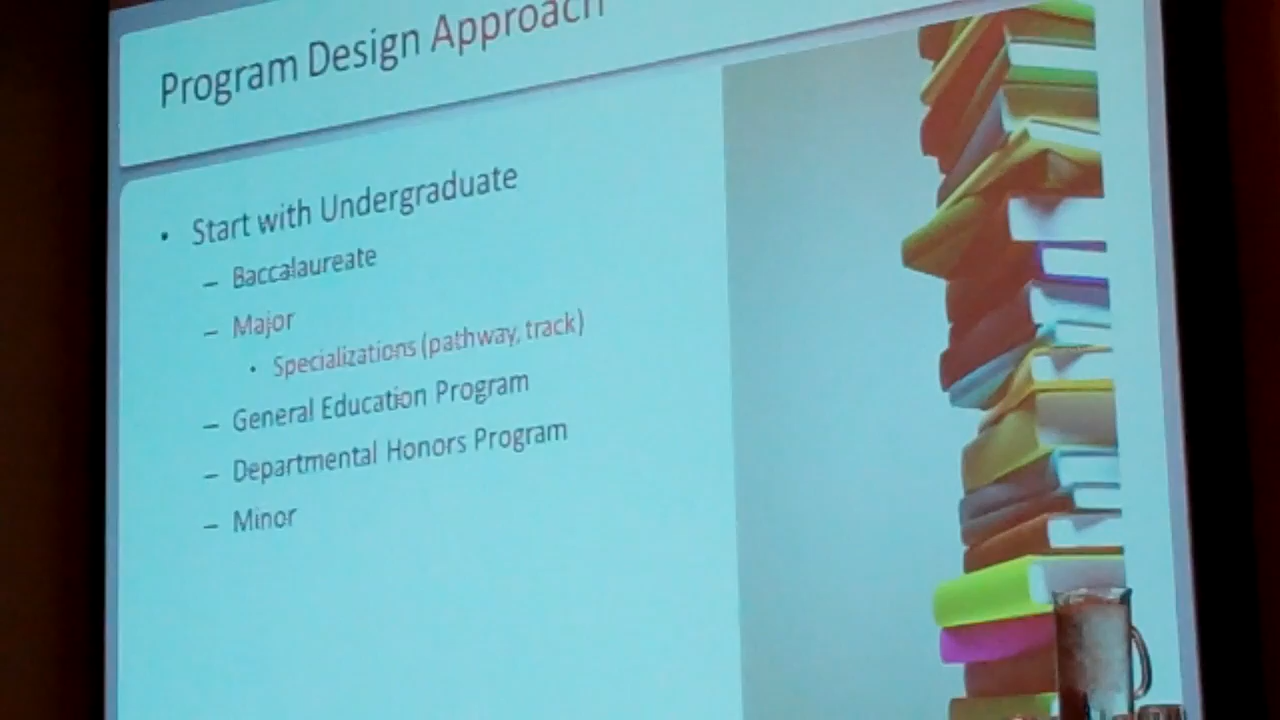 Program Design Approach
• Start with Undergraduate
– Baccalaureate
– Major
• Specializations (pathway, track)
– General Education Program
– Departmental Honors Program
– Minor